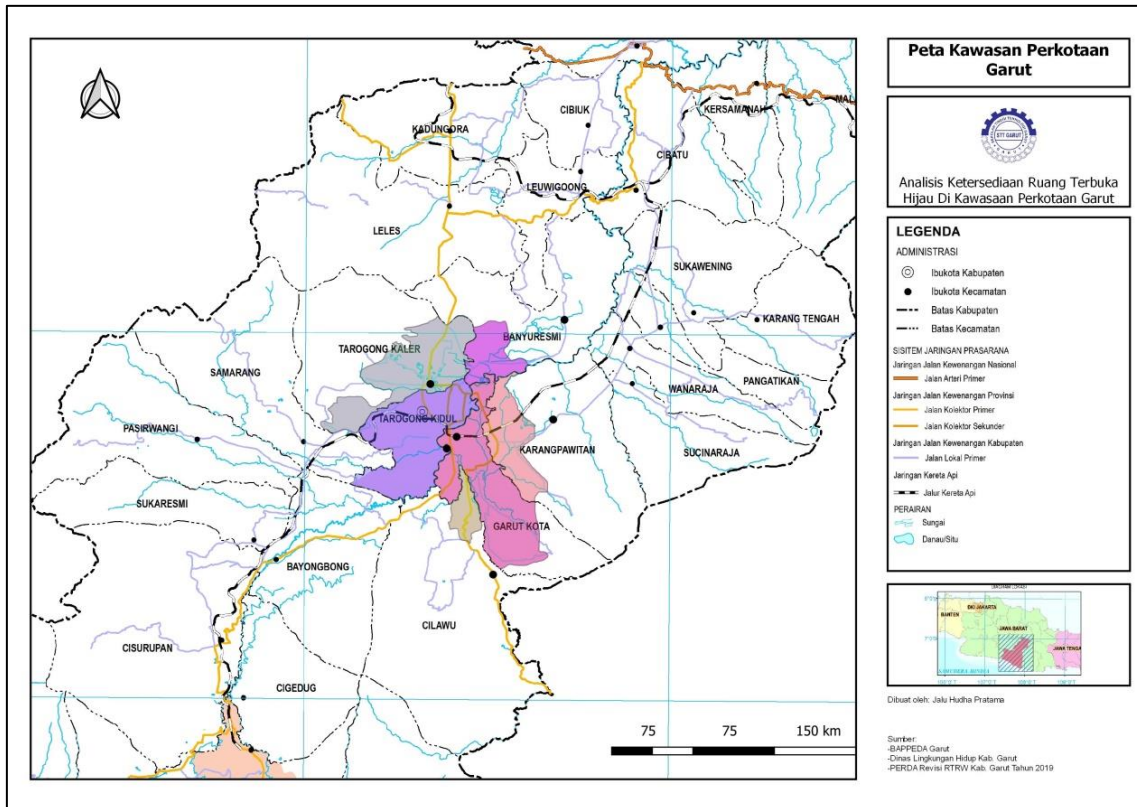 Peta Kawasan Perkotaan
Garut
STT GARUT
Analisis Ketersediaan Ruang Terbuka
Hijau Di Kawasaan Perkotaan Garut
LEGENDA
ADMINISTRASI
Ibukota Kabupaten
Ibukota Kecamatan
Batas Kabupaten
Batas Kecamatan
SISITEM JARINGAN PRASARANA
Jaringan Jalan Kewenangan Nasional
Jalan Arteri Primer
Jaringan Jalan Kewenangan Provinsi
Jalan Kolektor Primer
Jalan Kolektor Sekunder
Jaringan Jalan Kewenangan Kabupaten
Jalan Lokal Primer
Jaringan Kereta Api
Jalur Kereta Api
PERAIRAN
Sungai
Danau/Situ
DIAGRAM LOKASI
BANTEN
DKI JAKARTA
JAWA BARAT
JAWA TENGA
Dibuat oleh: Jalu Hudha Pratama
Sumber:
-BAPPEDA Garut
-Dinas Lingkungan Hidup Kab. Garut
-PERDA Revisi RTRW Kab. Garut Tahun 2019
MAL
KERSAMANAH
CIBIUK
KADUNGORA
CIBATU
LEUWIGOONG
LELES
SUKAWENING
KARANG TENGAH
BANYURESMI
TAROGONG KALER
SAMARANG
PANGATIKAN
WANARAJA
TAROGONG KIDUL
PASIRWANGI
KARANGPAWITAN
SUCINARAJA
SUKARESMI
GARUT KOTA
BAYONGBONG
CILAWU
CISURUPAN
CIGEDUG
75 75 150 km